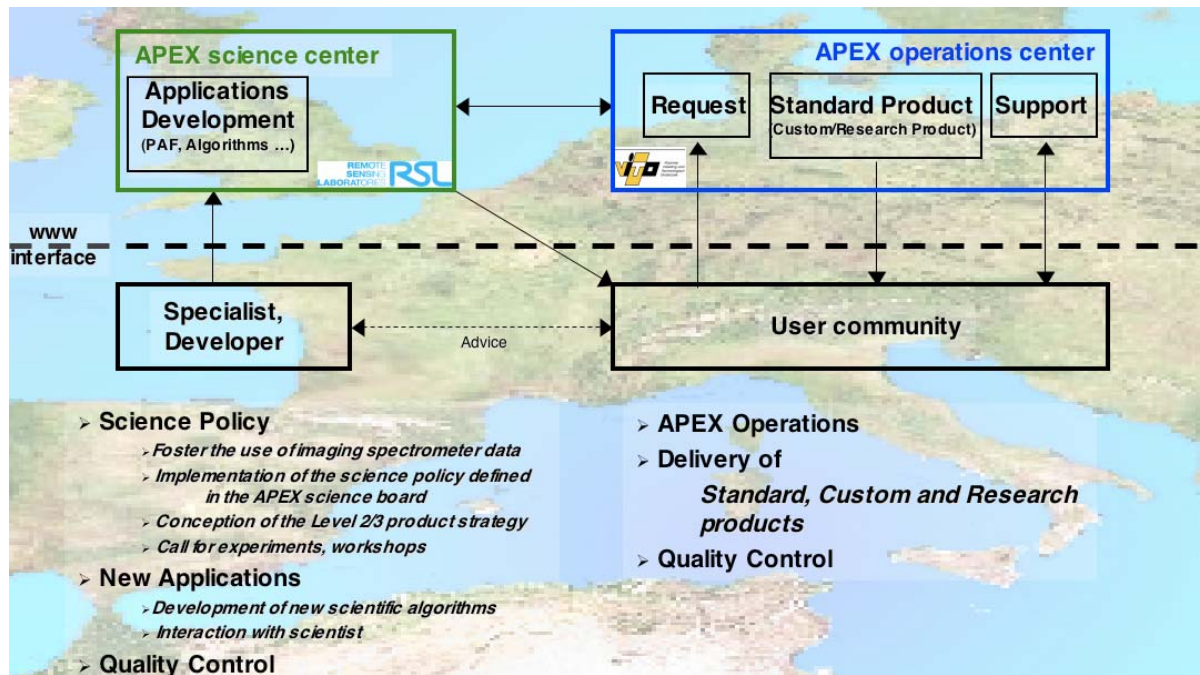 APEX science center
Applications
Development
(PAF, Algorithms ...)
REMOTE
SENSING
LABORATORIES
RSL
APEX operations center
Request
Standard Product
(Custom/Research Product)
Support
vito
www
interface
Specialist,
Developer
Advice
User community
➢ Science Policy
➢ Foster the use of imaging spectrometer data
➢ Implementation of the science policy defined
in the APEX science board
➢ Conception of the Level 2/3 product strategy
➢ Call for experiments, workshops
➢ New Applications
➢ Development of new scientific algorithms
➢ Interaction with scientist
➢ Quality Control
➢ APEX Operations
➢ Delivery of
Standard, Custom and Research
products
➢ Quality Control